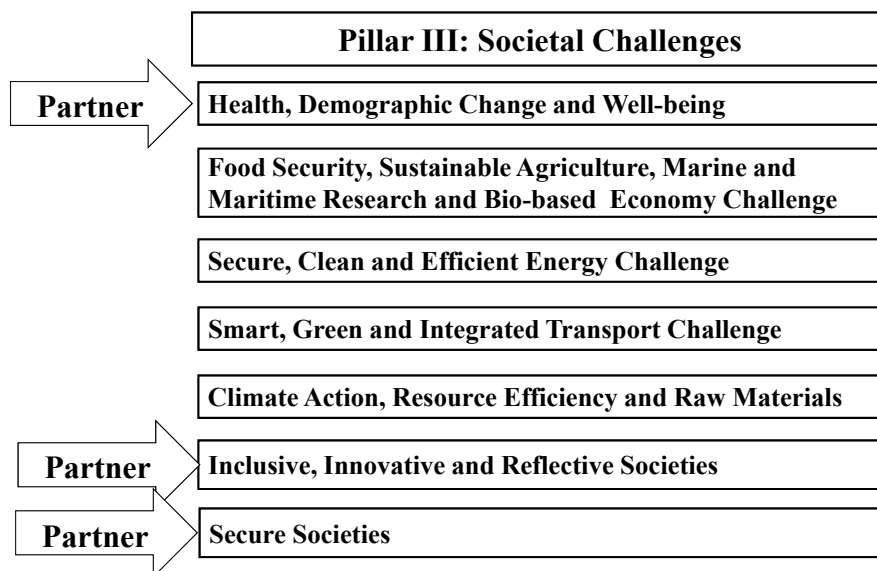 Pillar III: Societal Challenges
Partner
Health, Demographic Change and Well-being
Food Security, Sustainable Agriculture, Marine and
Maritime Research and Bio-based Economy Challenge
Secure, Clean and Efficient Energy Challenge
Smart, Green and Integrated Transport Challenge
Climate Action, Resource Efficiency and Raw Materials
Partner
Inclusive, Innovative and Reflective Societies
Partner
Secure Societies